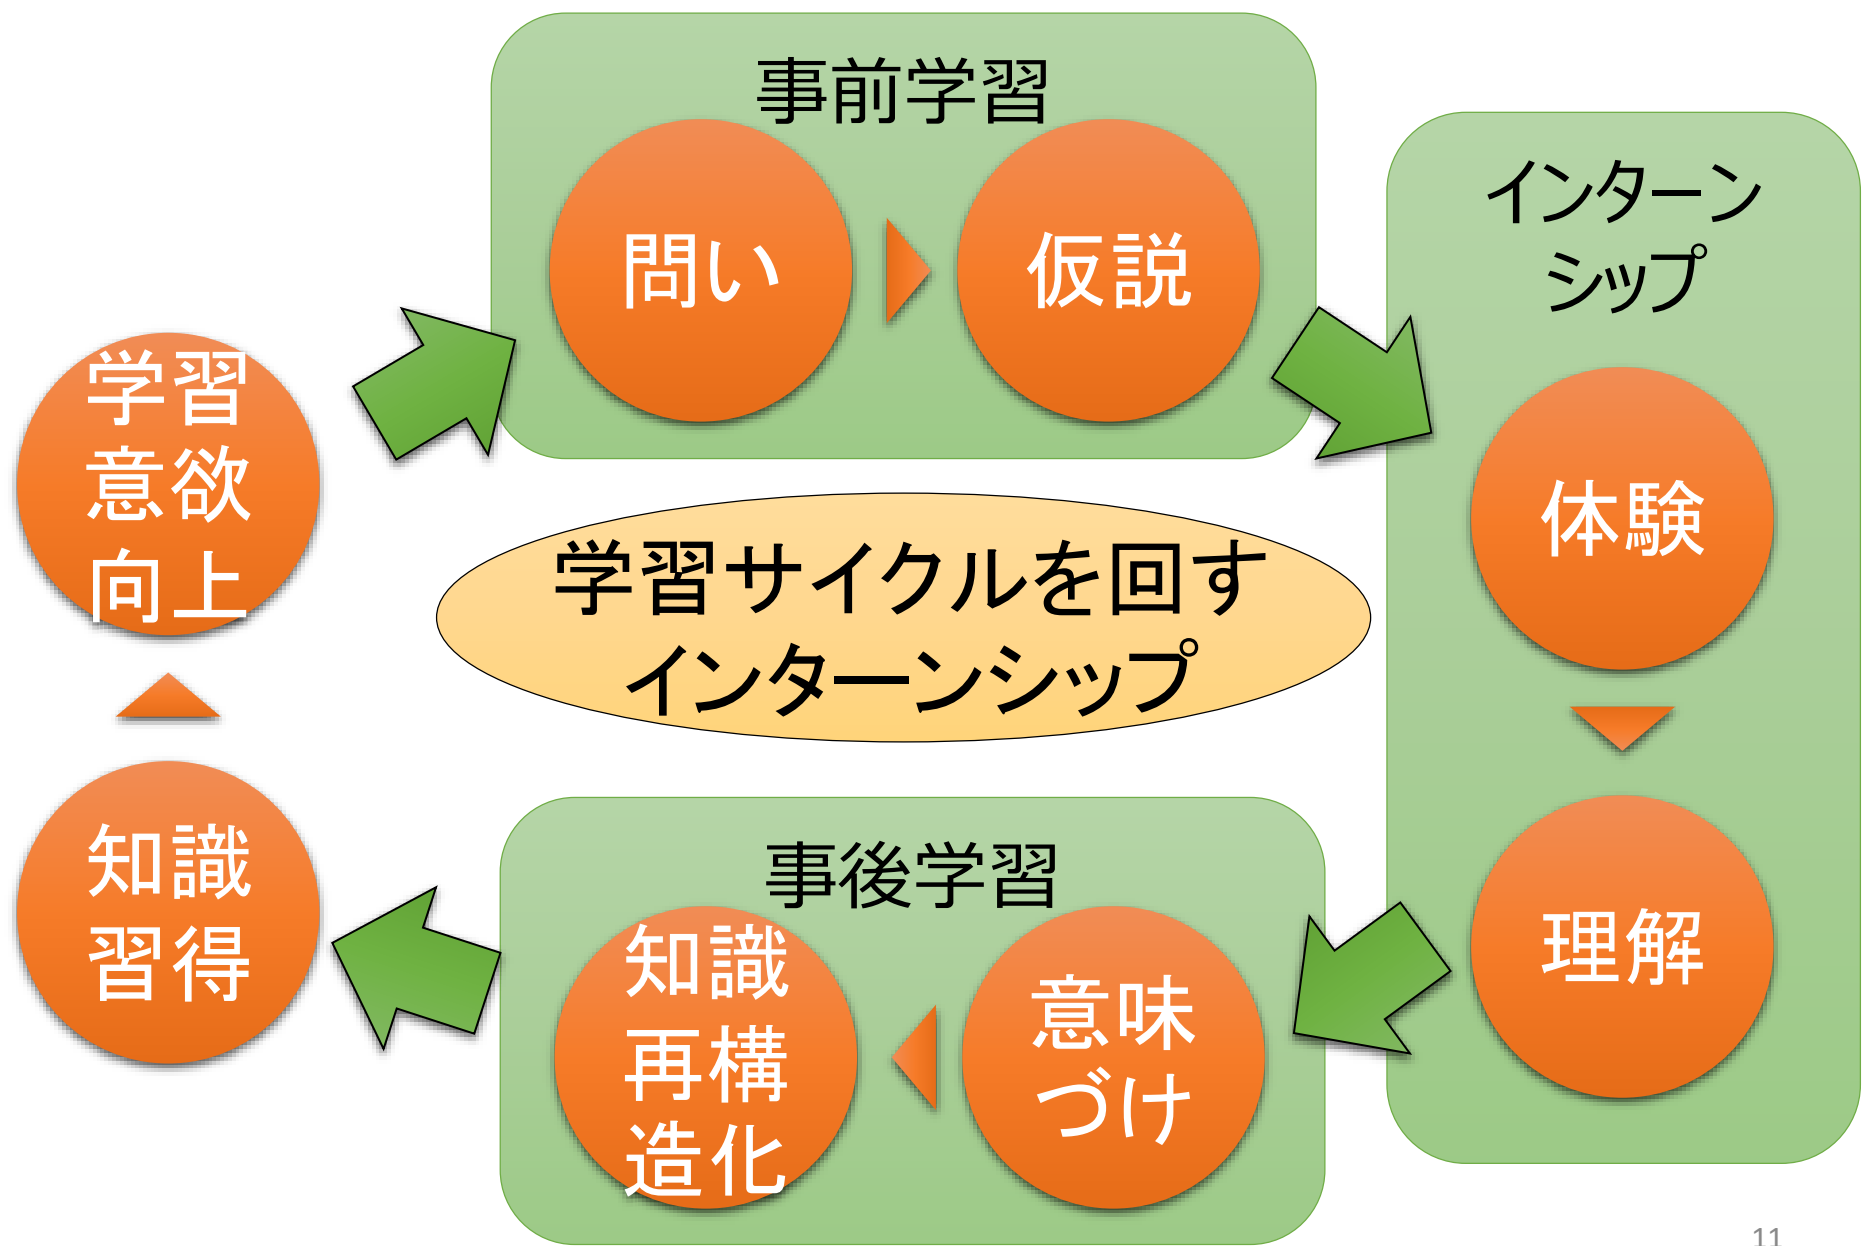 事前学習
問い
仮説
インターン
シップ
体験
理解
学習
意欲
向上
学習サイクルを回す
インターンシップ
知識
習得
事後学習
知識
再構
造化
意味
づけ
11